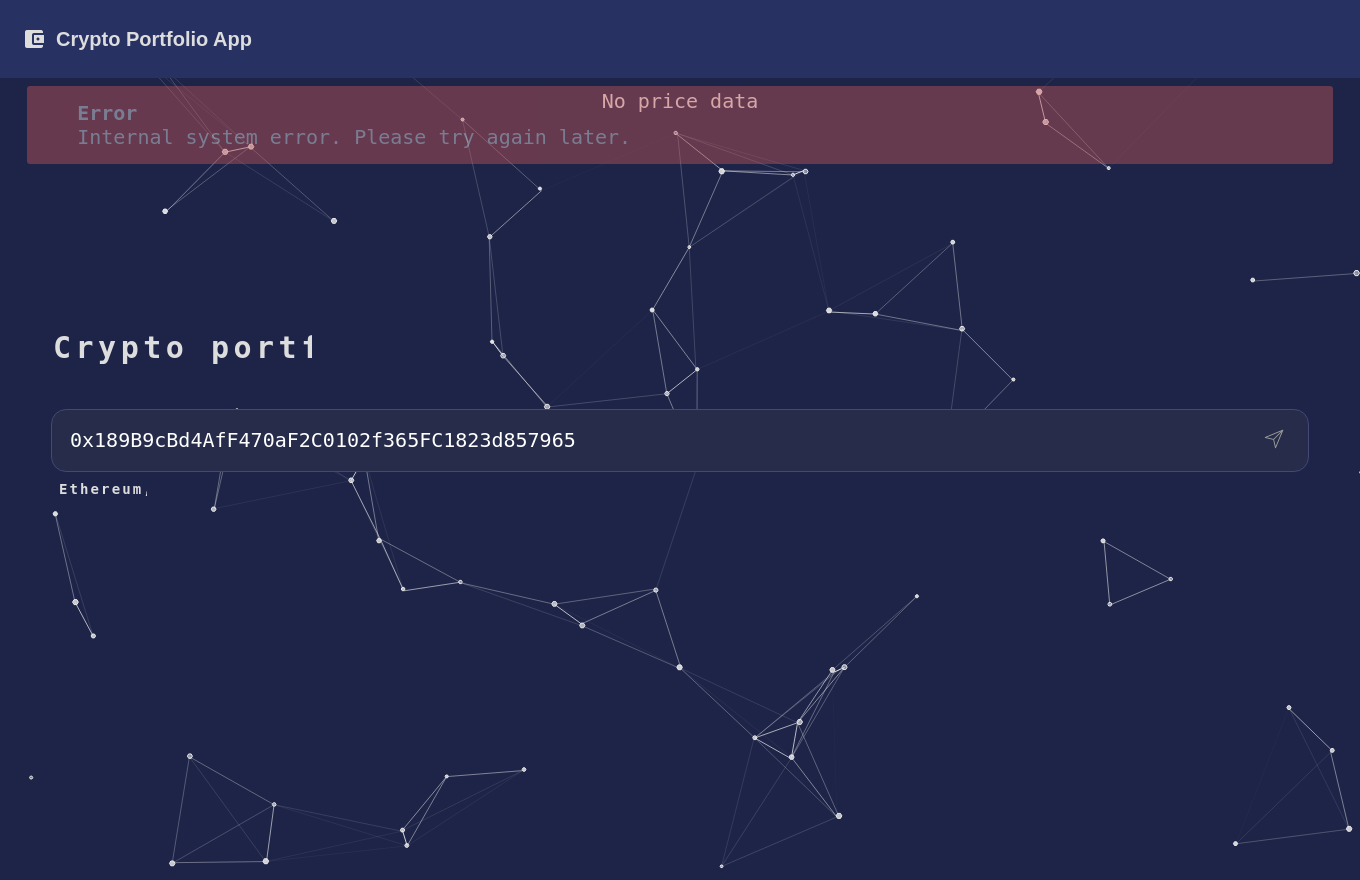 Crypto Portfolio App
No price data
Error
Internal system error. Please try again later.
Crypto portf
0x189B9cBd4AfF470aF2C0102f365FC1823d857965
Ethereum,